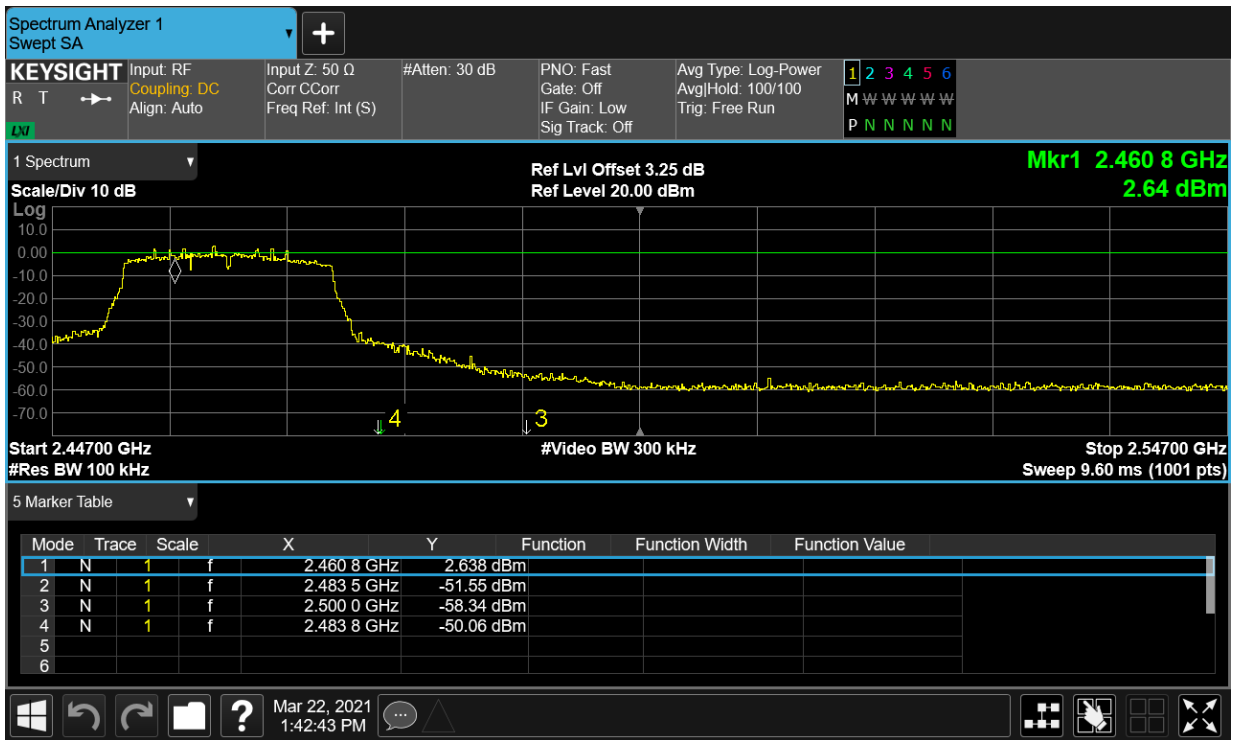 Spectrum Analyzer 1
Swept SA
+
KEYSIGHT Input: RF Input Z: 50 Ω #Atten: 30 dB PNO: Fast Avg Type: Log-Power 1 2 3 4 5 6
R T Coupling: DC Corr CCorr Gate: Off Avg|Hold: 100/100 M W W W W W
Align: Auto Freq Ref: Int (S) IF Gain: Low Trig: Free Run
LXI Sig Track: Off P N N N N N N
1 Spectrum Ref Lvl Offset 3.25 dB Mkr1 2.460 8 GHz
Scale/Div 10 dB Ref Level 20.00 dBm 2.64 dBm
Log
10.0
0.00
-10.0
-20.0
-30.0
-40.0
-50.0
-60.0
-70.0
4 3
Start 2.44700 GHz #Video BW 300 kHz Stop 2.54700 GHz
#Res BW 100 kHz Sweep 9.60 ms (1001 pts)
5 Marker Table
Mode Trace Scale X Y Function Function Width Function Value
1 N 1 f 2.460 8 GHz 2.638 dBm
2 N 1 f 2.483 5 GHz -51.55 dBm
3 N 1 f 2.500 0 GHz -58.34 dBm
4 N 1 f 2.483 8 GHz -50.06 dBm
5
6
? Mar 22, 2021
1:42:43 PM